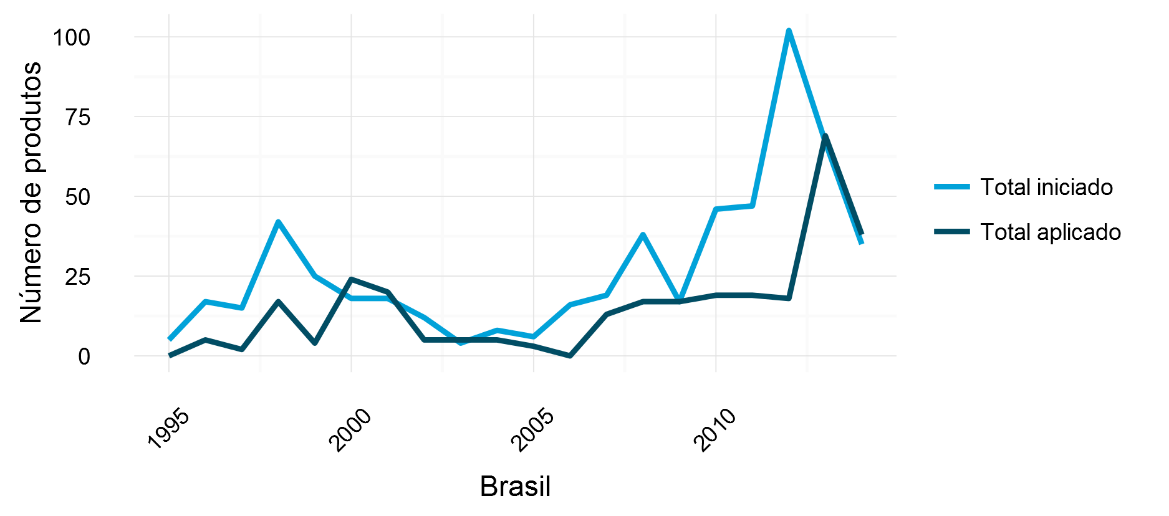 Número de produtos
100
75
50
25
0
1995
2000
2005
2010
Brasil
Total iniciado
Total aplicado